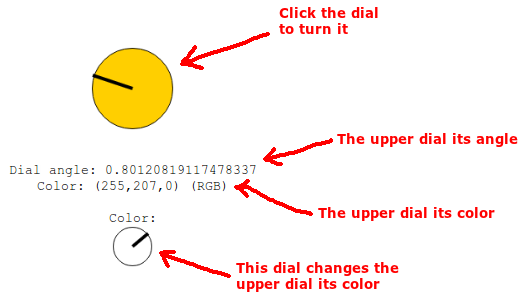 Click the dial
to turn it
The upper dial its angle
Dial angle: 0.80120819117478337
Color: (255,207,0) (RGB)
The upper dial its color
Color:
This dial changes the
upper dial its color